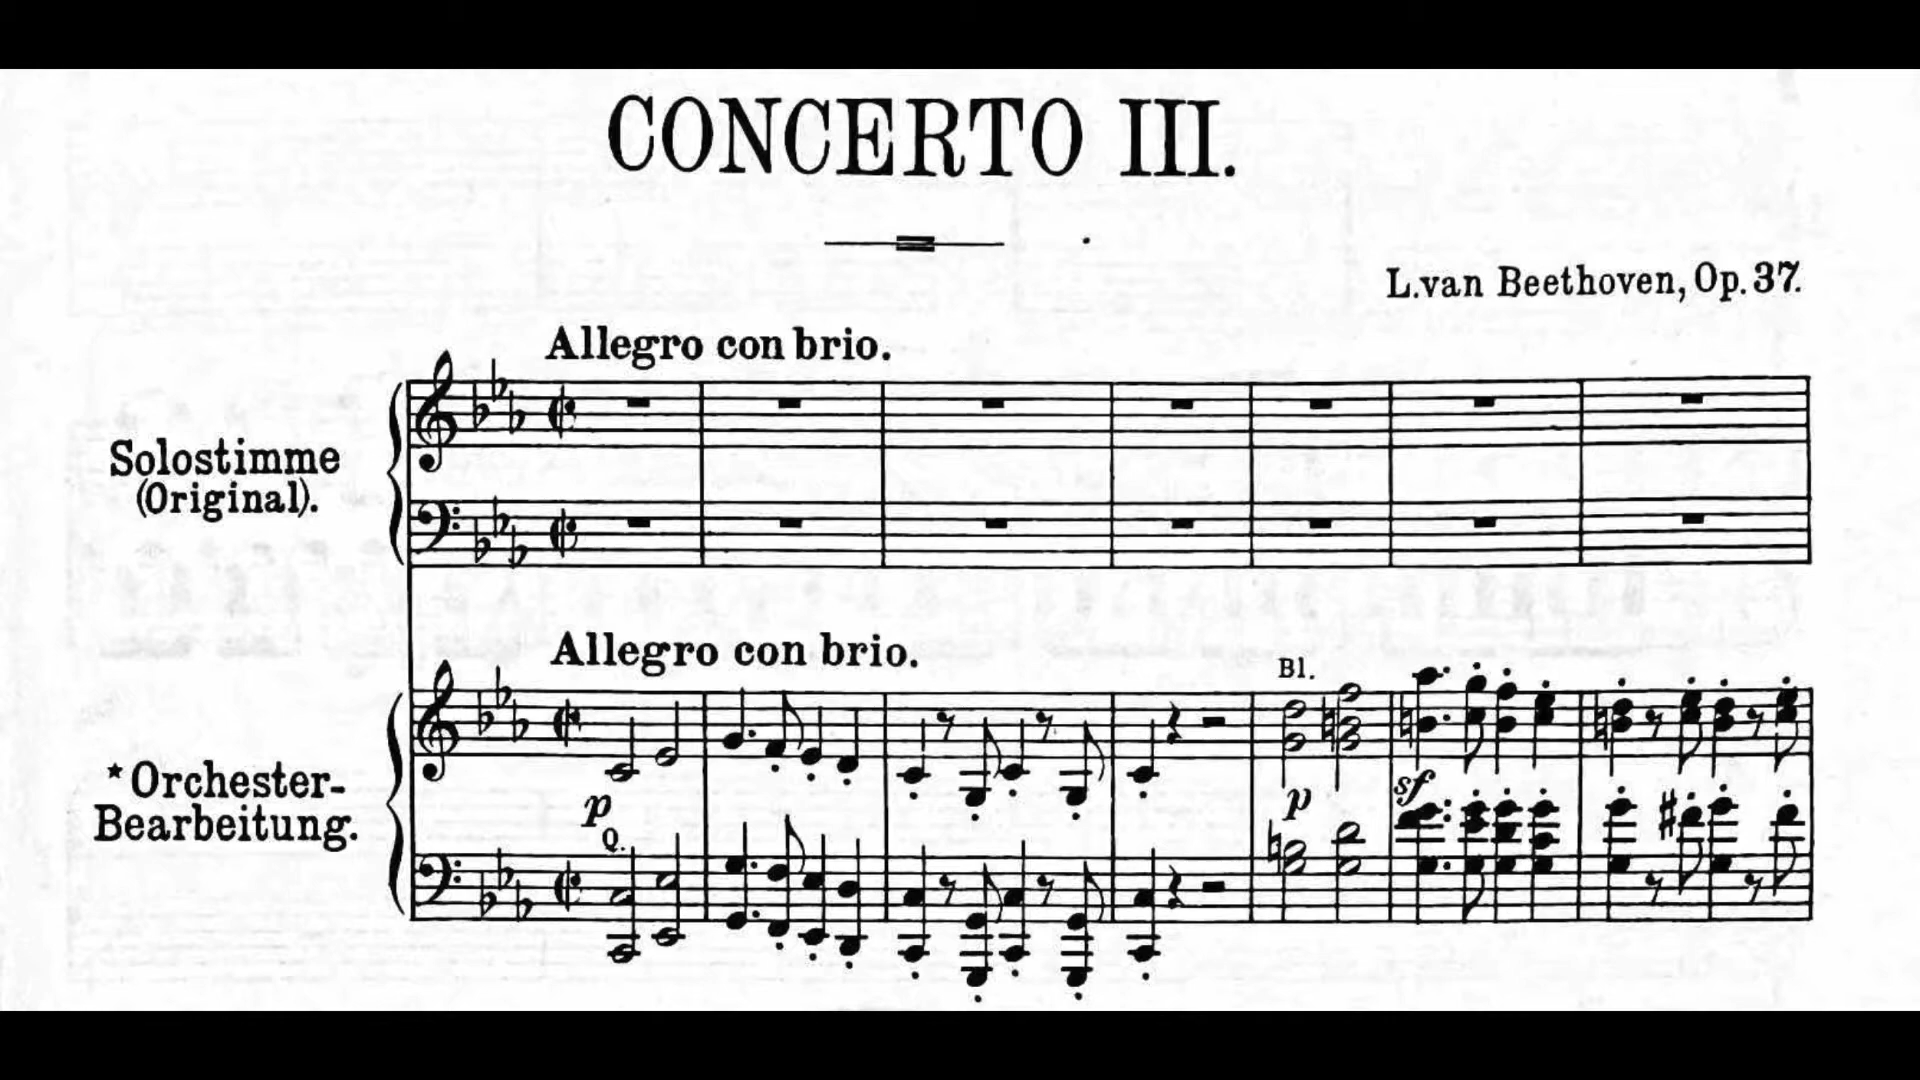 CONCERTO III.
L. van Beethoven, Op. 37.
Allegro con brio.
Solostimme
(Original).
Allegro con brio.
Bl.
* Orchester-
Bearbeitung.
p
Q.
p
sf